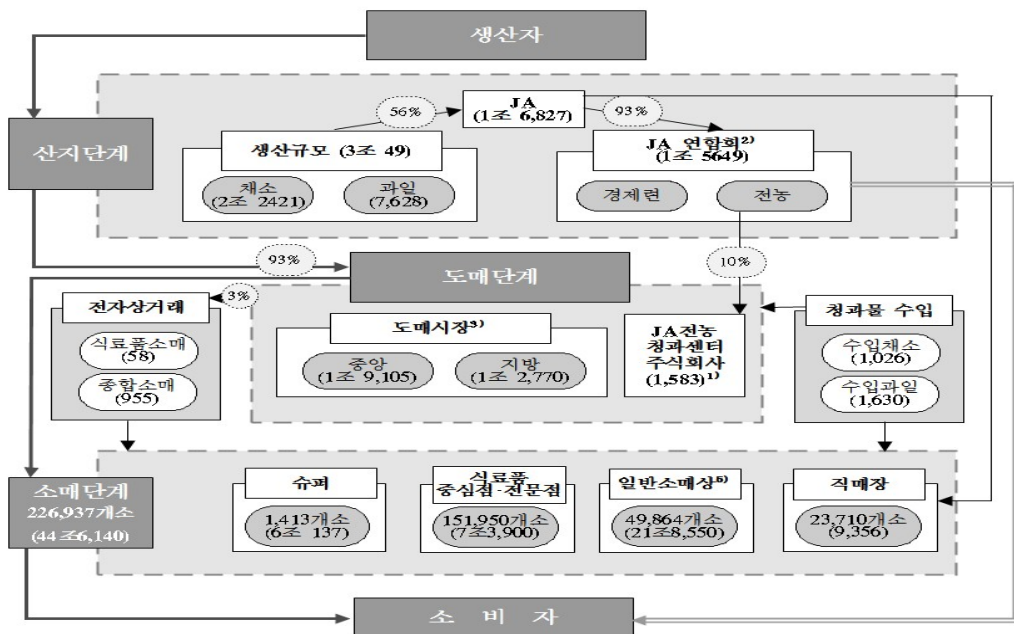 생산자
JA
(1조 6,827)
56%
93%
산지단계
생산규모 (3조 49)
JA 연합회2)
(1조 5649)
채소
(2조 2421)
과일
(7,628)
경제련
전농
93%
10%
도매단계
전자상거래
3%
청과물 수입
도매시장3)
JA전농
청과센터
주식회사
(1,583)1)
식료품소매
(58)
종합소매
(955)
중앙
(1조 9,105)
지방
(1조 2,770)
수입채소
(1,026)
수입과일
(1,630)
소매단계
226,937개소
(44조6,140)
슈퍼
식료품
중심점·전문점
일반소매상5)
직매장
1,413개소
(6조 137)
151,950개소
(7조3,900)
49,864개소
(21조8,550)
23,710개소
(9,356)
소 비 자